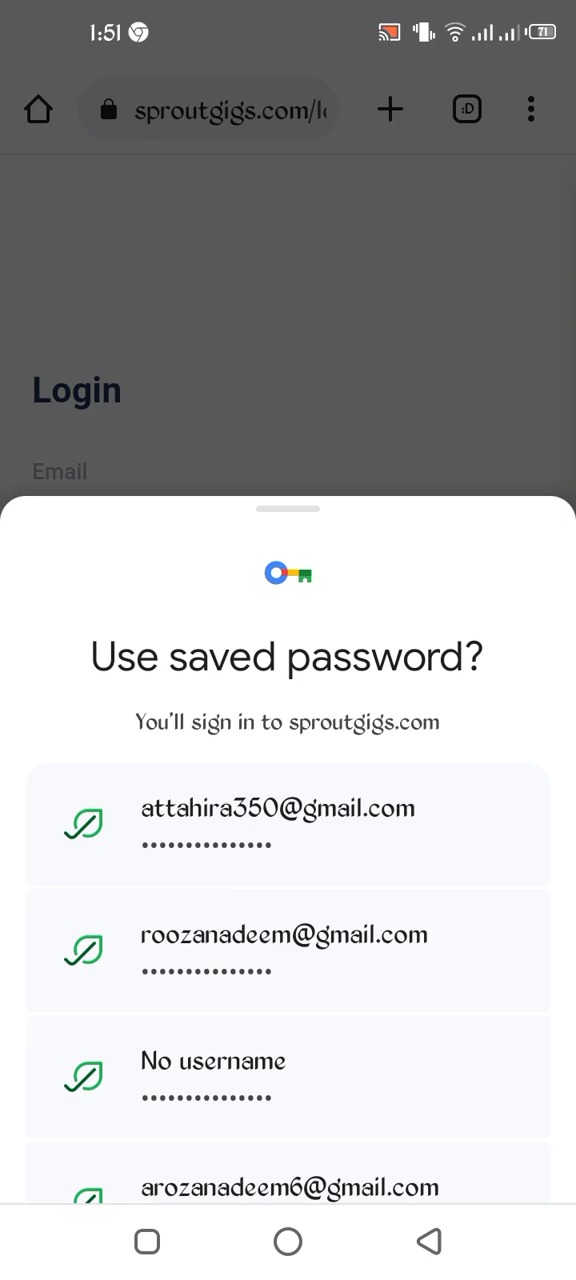 1:51
71
sproutgigs.com/l
:D
Login
Email
Use saved password?
You'll sign in to sproutgigs.com
attahira350@gmail.com
•••••••••••••••
roozanadeem@gmail.com
•••••••••••••••
No username
•••••••••••••••
arozanadeem6@gmail.com